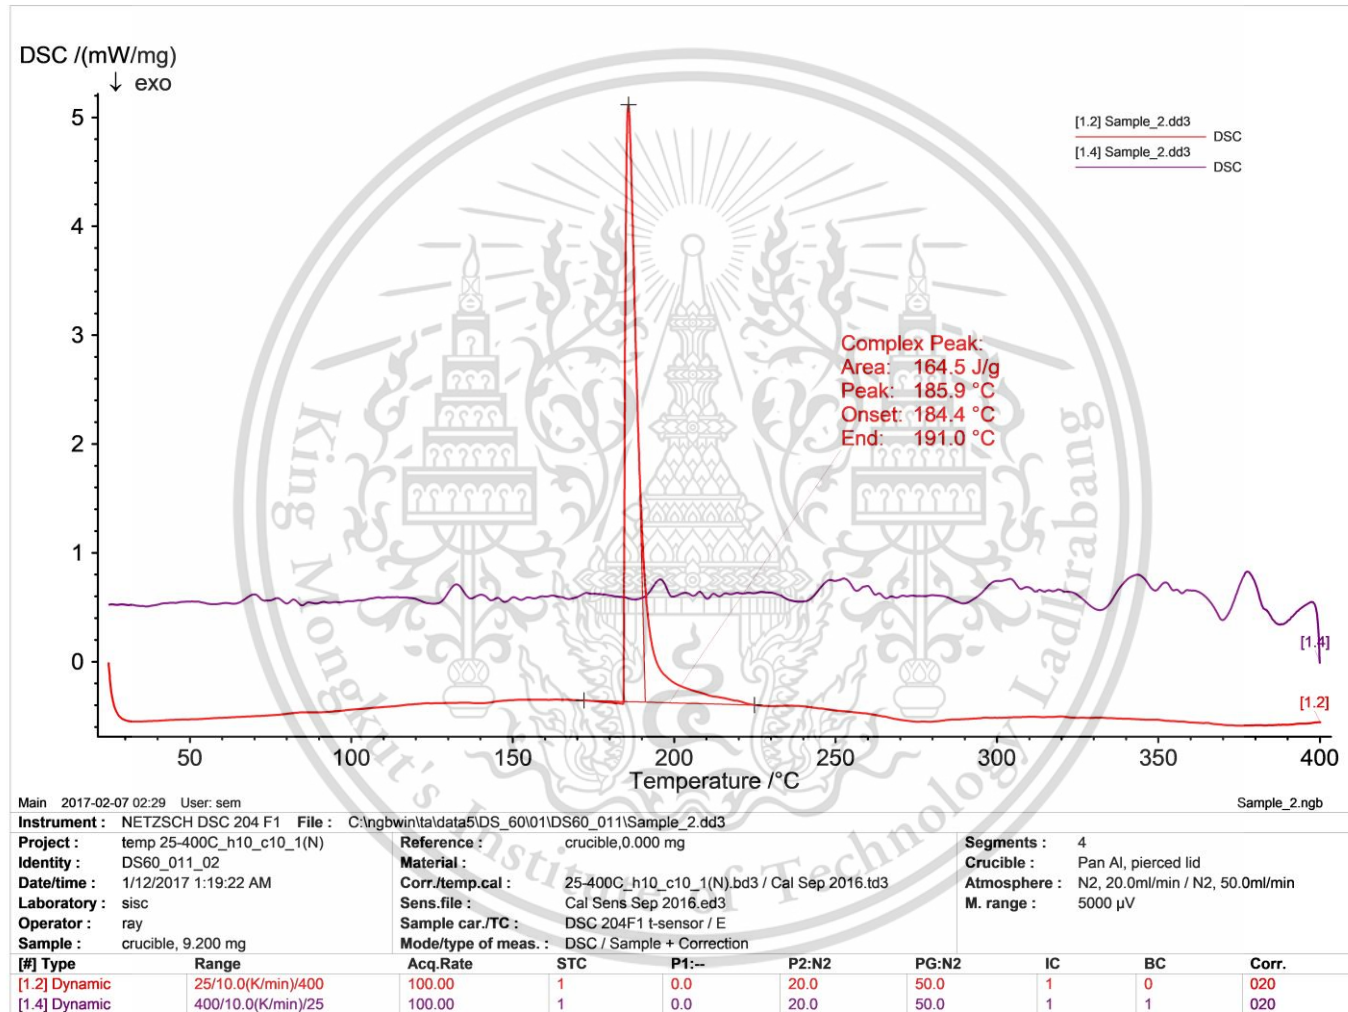 DSC /(mW/mg)
↓ exo
[1.2] Sample_2.dd3
DSC
[1.4] Sample_2.dd3
DSC
5
4
3
2
1
0
Complex Peak:
Area: 164.5 J/g
Peak: 185.9 °C
Onset: 184.4 °C
End: 191.0 °C
[1.4]
[1.2]
50 100 150 200 250 300 350 400
Temperature /°C
King Mongkut's Institute of Technology Ladkrabang
Main 2017-02-07 02:29 User: sem
Sample_2.ngb
Instrument : NETZSCH DSC 204 F1 File : C:\ngbwin\ta\data5\DS_60\01\DS60_011\Sample_2.dd3
Project : temp 25-400C_h10_c10_1(N) Reference : crucible,0.000 mg Segments : 4
Identity : DS60_011_02 Material : Crucible : Pan Al, pierced lid
Date/time : 1/12/2017 1:19:22 AM Corr./temp.cal : 25-400C_h10_c10_1(N).bd3 / Cal Sep 2016.td3 Atmosphere : N2, 20.0ml/min / N2, 50.0ml/min
Laboratory : sisc Sens.file : Cal Sens Sep 2016.ed3 M. range : 5000 µV
Operator : ray Sample car./TC : DSC 204F1 t-sensor / E
Sample : crucible, 9.200 mg Mode/type of meas. : DSC / Sample + Correction
[#] Type Range Acq.Rate STC P1:-- P2:N2 PG:N2 IC BC Corr.
[1.2] Dynamic 25/10.0(K/min)/400 100.00 1 0.0 20.0 50.0 1 0 020
[1.4] Dynamic 400/10.0(K/min)/25 100.00 1 0.0 20.0 50.0 1 1 020